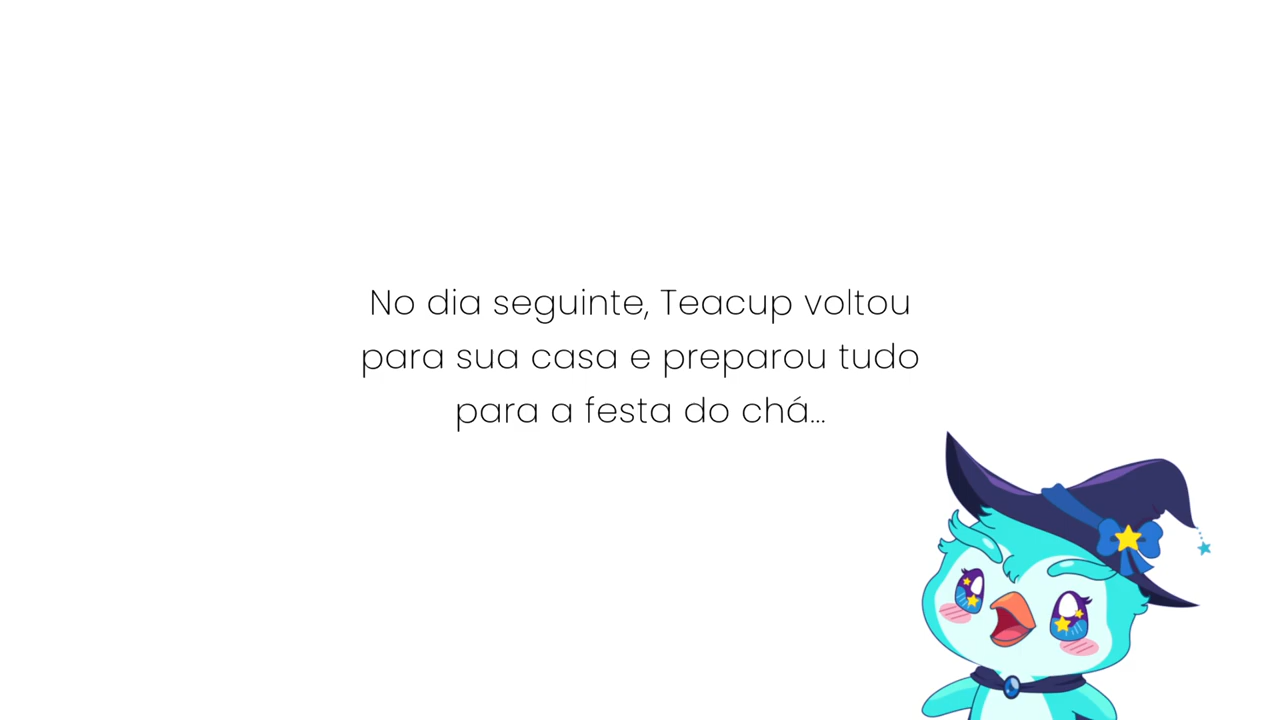 No dia seguinte, Teacup voltou
para sua casa e preparou tudo
para a festa do chá...